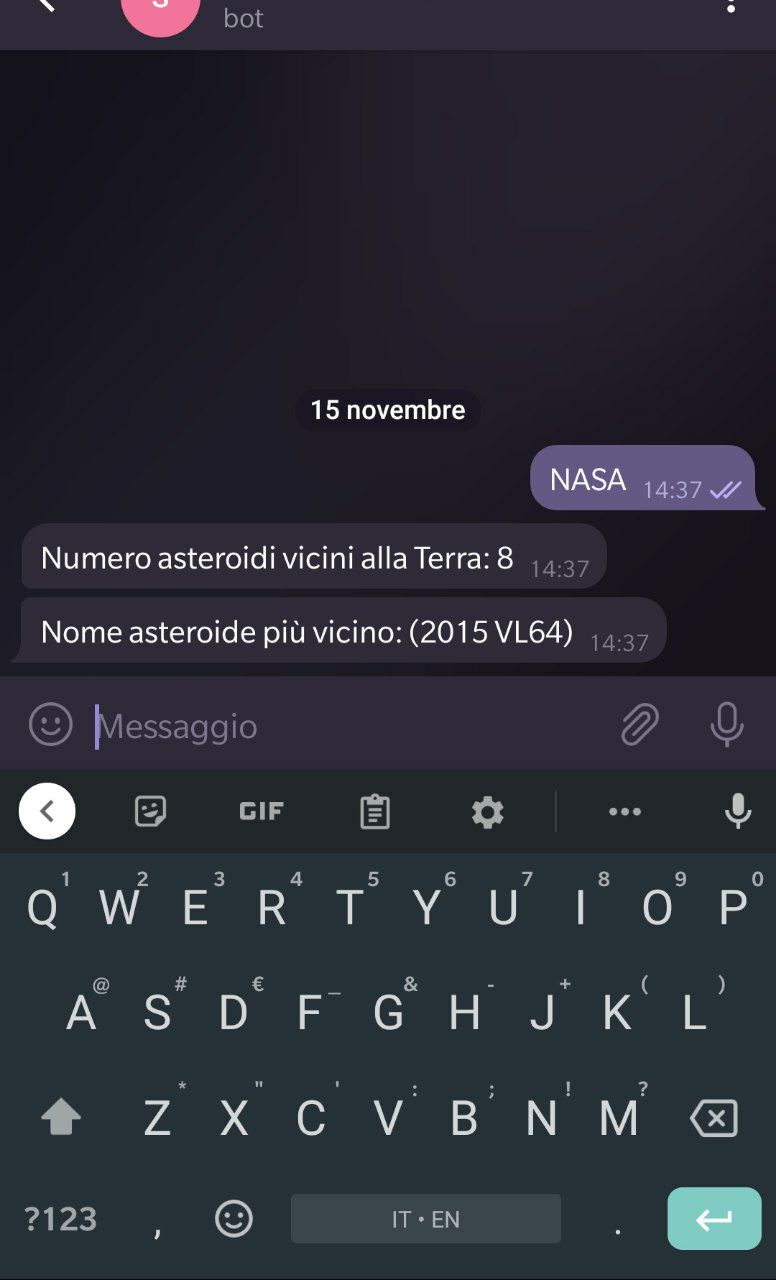 bot
15 novembre
NASA 14:37
Numero asteroidi vicini alla Terra: 8 14:37
Nome asteroide più vicino: (2015 VL64) 14:37
Messaggio
GIF
1 2 3 4 5 6 7 8 9 0
Q W E R T Y U I O P
@ # € _ & - + ( )
A S D F G H J K L
* " ' : ; ! ?
Z X C V B N M
?123 , IT • EN .